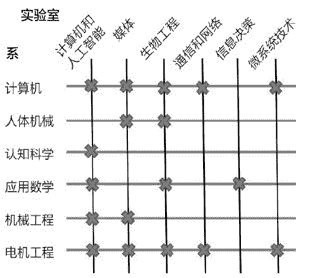 实验室
系
计算机和
人工智能
媒体
生物工程
通信和网络
信息决策
微系统技术
计算机
人体机械
认知科学
应用数学
机械工程
电机工程